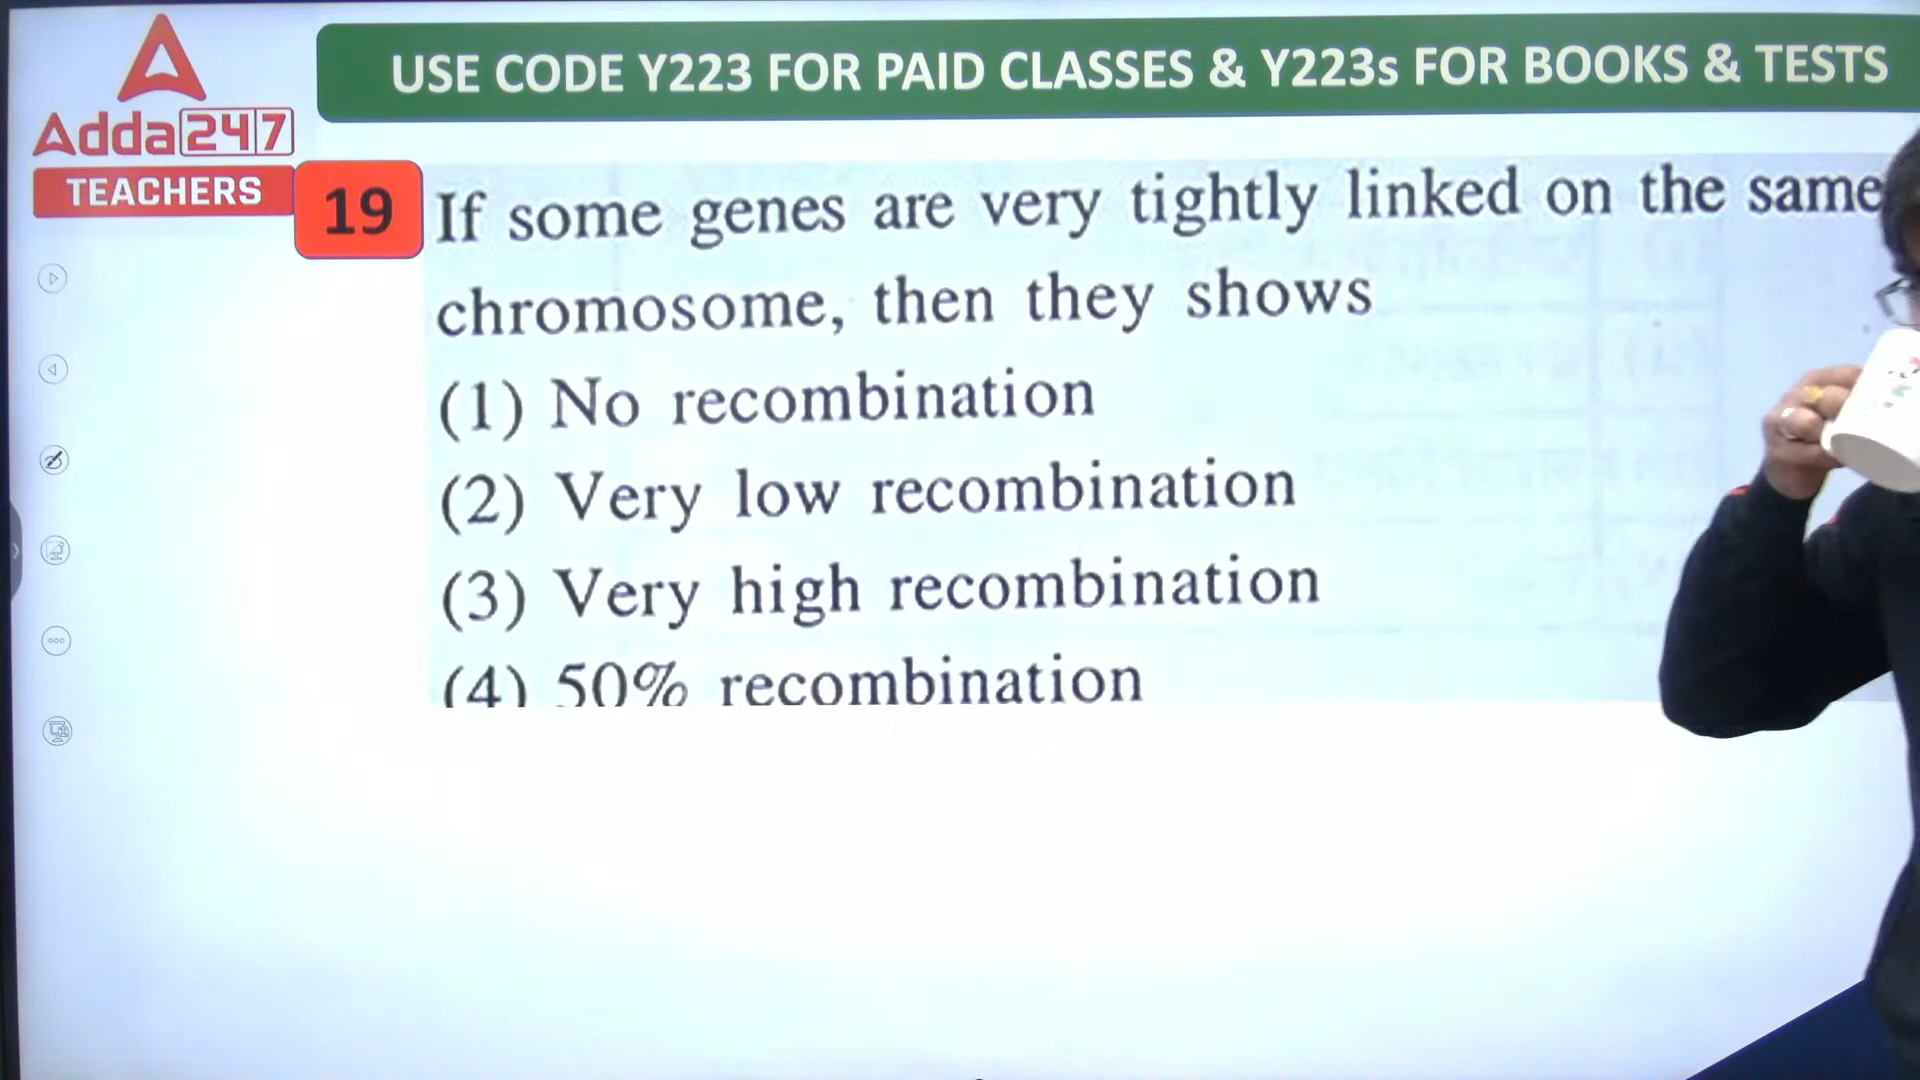 USE CODE Y223 FOR PAID CLASSES & Y223s FOR BOOKS & TESTS
Adda247
TEACHERS
19
If some genes are very tightly linked on the same
chromosome, then they shows
(1) No recombination
(2) Very low recombination
(3) Very high recombination
(4) 50% recombination